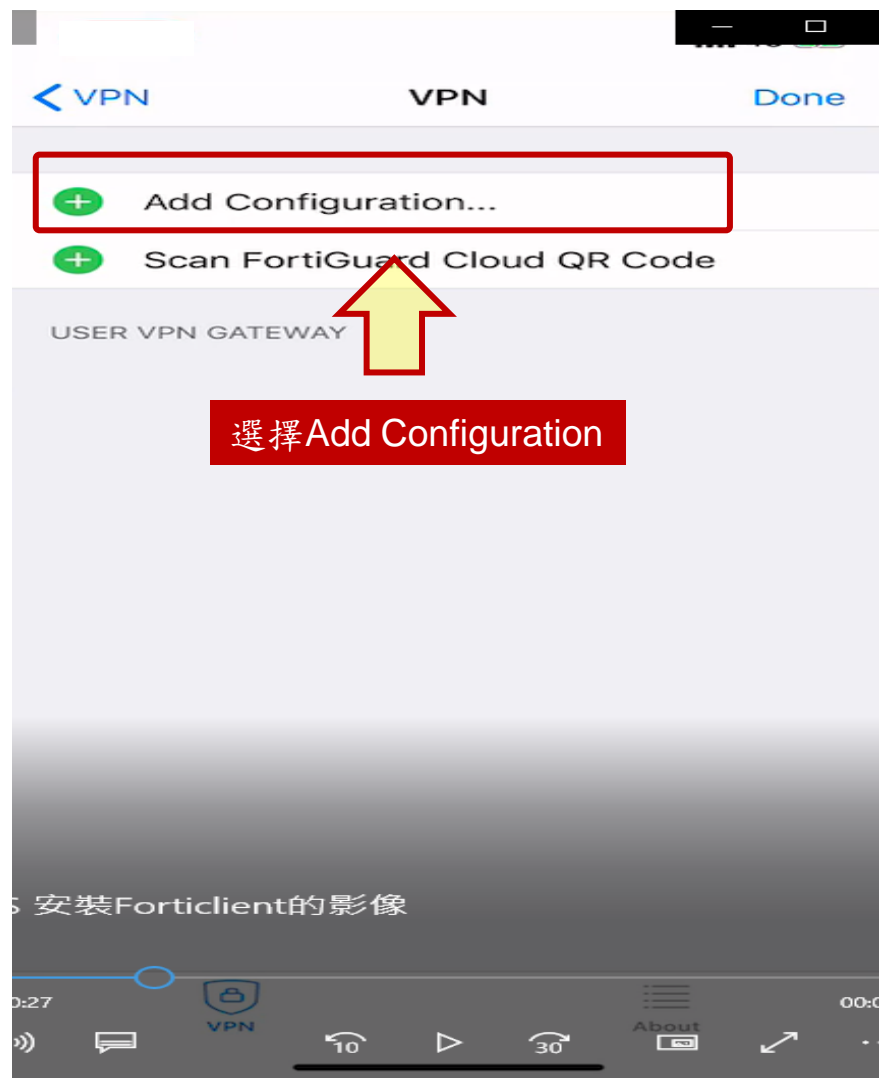 VPN
VPN
Done
Add Configuration...
Scan FortiGuard Cloud QR Code
USER VPN GATEWAY
選擇Add Configuration
安裝Forticlient的影像
:27
00:
VPN
About
10
30